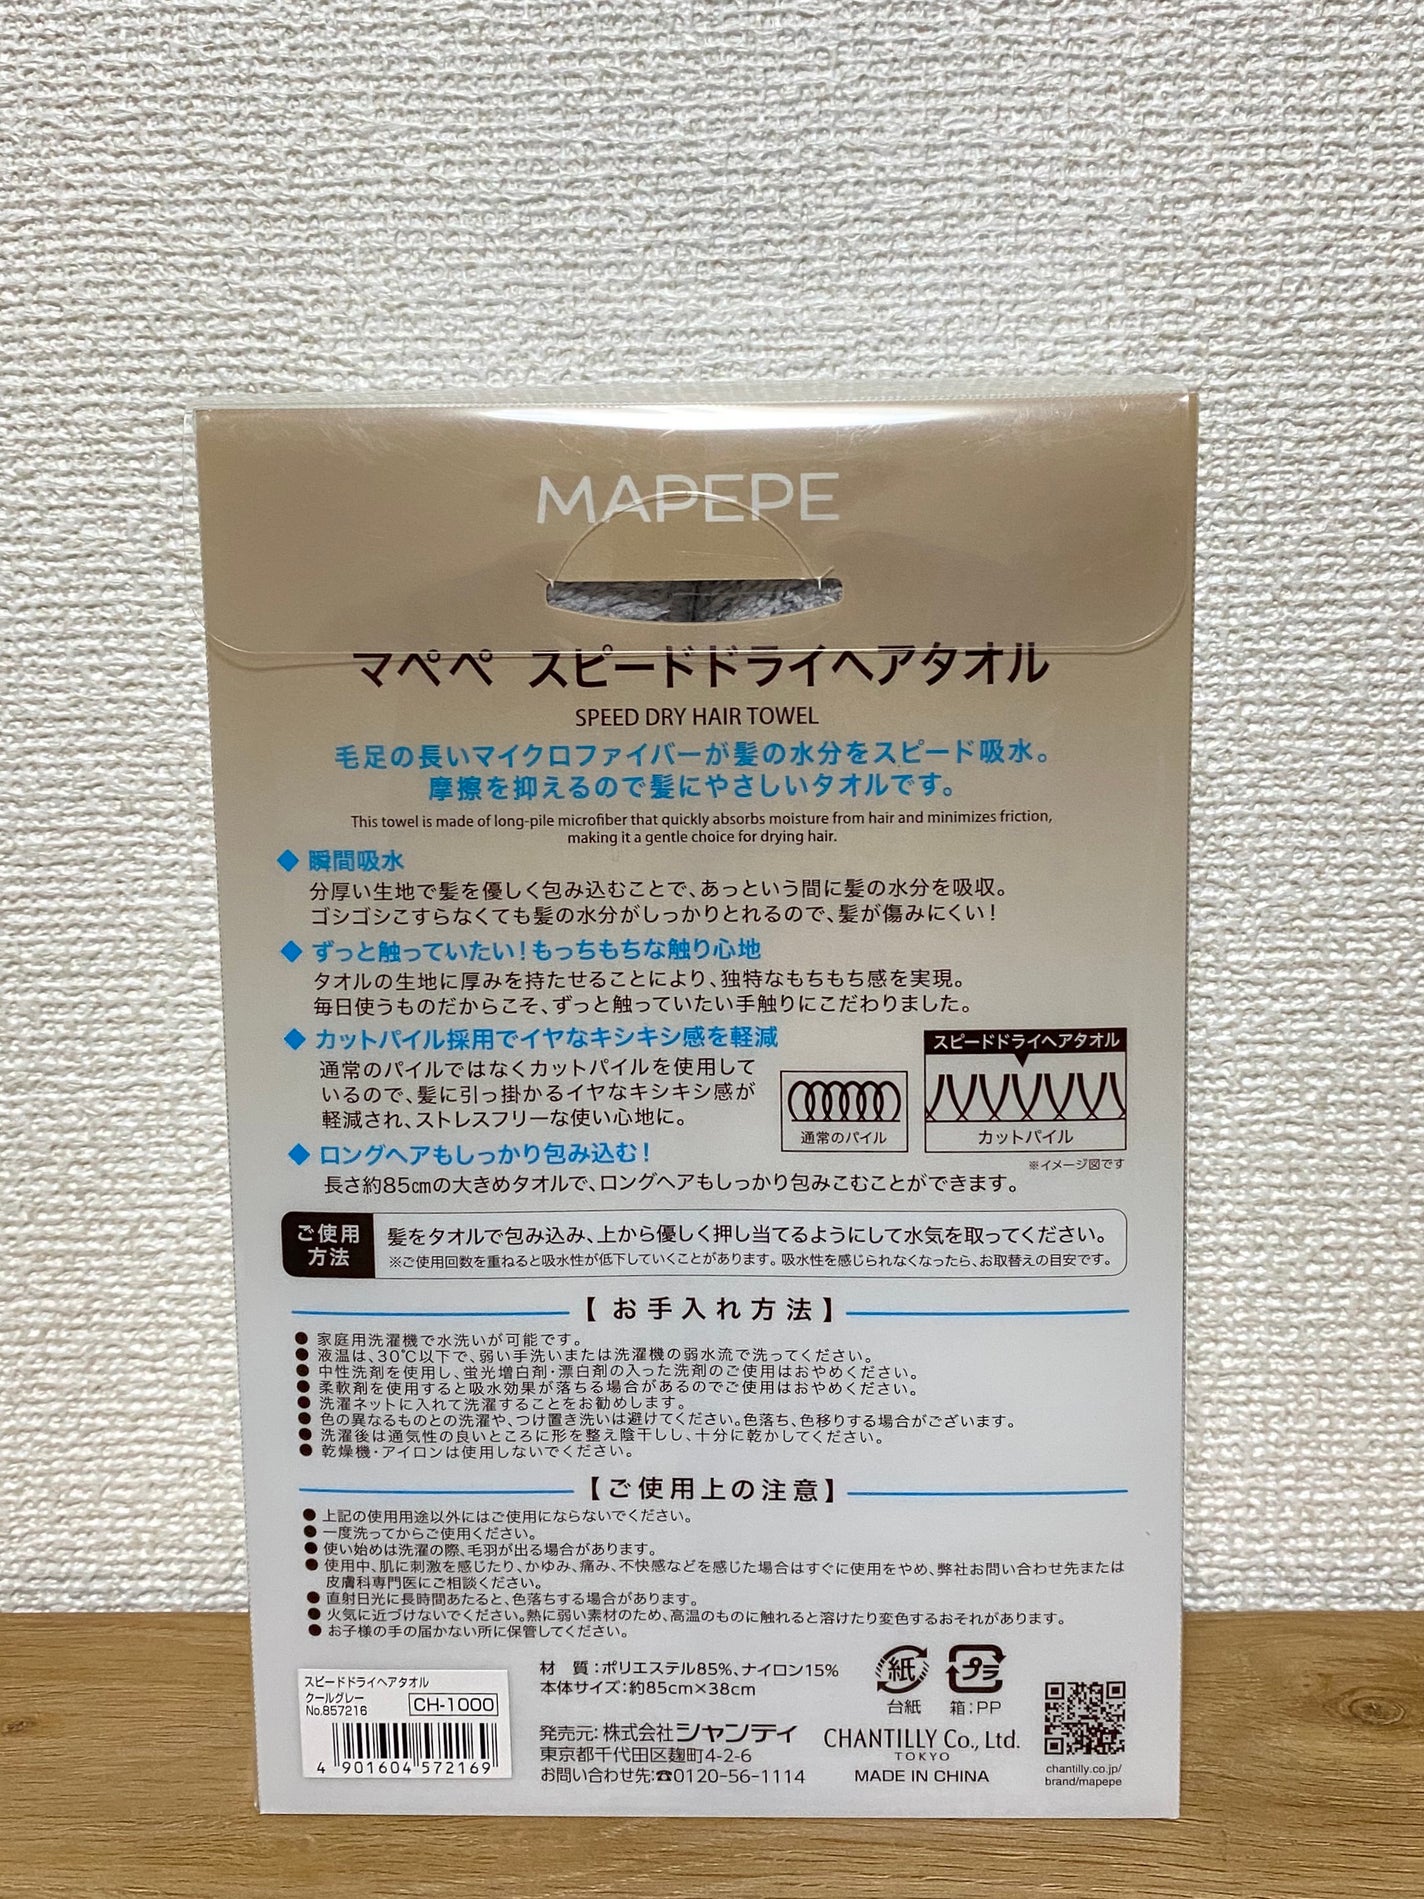 MAPEPE
マペペ スピードドライヘアタオル
SPEED DRY HAIR TOWEL
毛足の長いマイクロファイバーが髪の水分をスピード吸水。
摩擦を抑えるので髪にやさしいタオルです。
This towel is made of long-pile microfiber that quickly absorbs moisture from hair and minimizes friction,
making it a gentle choice for drying hair.
◆ 瞬間吸水
分厚い生地で髪を優しく包み込むことで、あっという間に髪の水分を吸収。
ゴシゴシこすらなくても髪の水分がしっかりとれるので、髪が傷みにくい!
◆ ずっと触っていたい!もっちもちな触り心地
タオルの生地に厚みを持たせることにより、独特なもちもち感を実現。
毎日使うものだからこそ、ずっと触っていたい手触りにこだわりました。
◆ カットパイル採用でイヤなキシキシ感を軽減
通常のパイルではなくカットパイルを使用して
いるので、髪に引っ掛かるイヤなキシキシ感が
軽減され、ストレスフリーな使い心地に。
スピードドライヘアタオル
通常のパイル
カットパイル
※イメージ図です
◆ ロングヘアもしっかり包み込む!
長さ約85cmの大きめタオルで、ロングヘアもしっかり包みこむことができます。
ご使用
方法
髪をタオルで包み込み、上から優しく押し当てるようにして水気を取ってください。
※ご使用回数を重ねると吸水性が低下していくことがあります。吸水性を感じられなくなったら、お取替えの目安です。
【お手入れ方法】
●家庭用洗濯機で水洗いが可能です。
●液温は、30℃以下で、弱い手洗いまたは洗濯機の弱水流で洗ってください。
●中性洗剤を使用し、蛍光増白剤・漂白剤の入った洗剤のご使用はおやめください。
●柔軟剤を使用すると吸水効果が落ちる場合があるのでご使用はおやめください。
●洗濯ネットに入れて洗濯することをお勧めします。
●色の異なるものとの洗濯や、つけ置き洗いは避けてください。色落ち、色移りする場合がございます。
●洗濯後は通気性の良いところに形を整え陰干しし、十分に乾かしてください。
●乾燥機・アイロンは使用しないでください。
【ご使用上の注意】
●上記の使用用途以外にはご使用にならないでください。
●一度洗ってからご使用ください。
●使い始めは洗濯の際、毛羽が出る場合があります。
●使用中、肌に刺激を感じたり、かゆみ、痛み、不快感などを感じた場合はすぐに使用をやめ、弊社お問い合わせ先または
皮膚科専門医にご相談ください。
●直射日光に長時間あたると、色落ちする場合があります。
●火気に近づけないでください。熱に弱い素材のため、高温のものに触れると溶けたり変色するおそれがあります。
●お子様の手の届かない所に保管してください。
スピードドライヘアタオル
クールグレー
No.857216
CH-1000
4 901604 572169
材 質:ポリエステル85%、ナイロン15%
本体サイズ:約85cm×38cm
発売元:株式会社シャンティ
東京都千代田区麹町4-2-6
お問い合わせ先:☎0120-56-1114
紙
台紙
プラ
箱:PP
CHANTILLY Co., Ltd.
TOKYO
MADE IN CHINA
chantilly.co.jp/
brand/mapepe